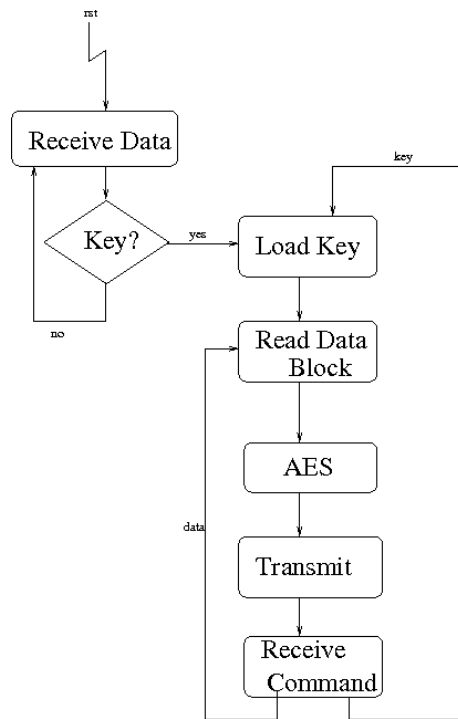 rst
Receive Data
key
Key?
yes
Load Key
no
Read Data
Block
AES
data
Transmit
Receive
Command